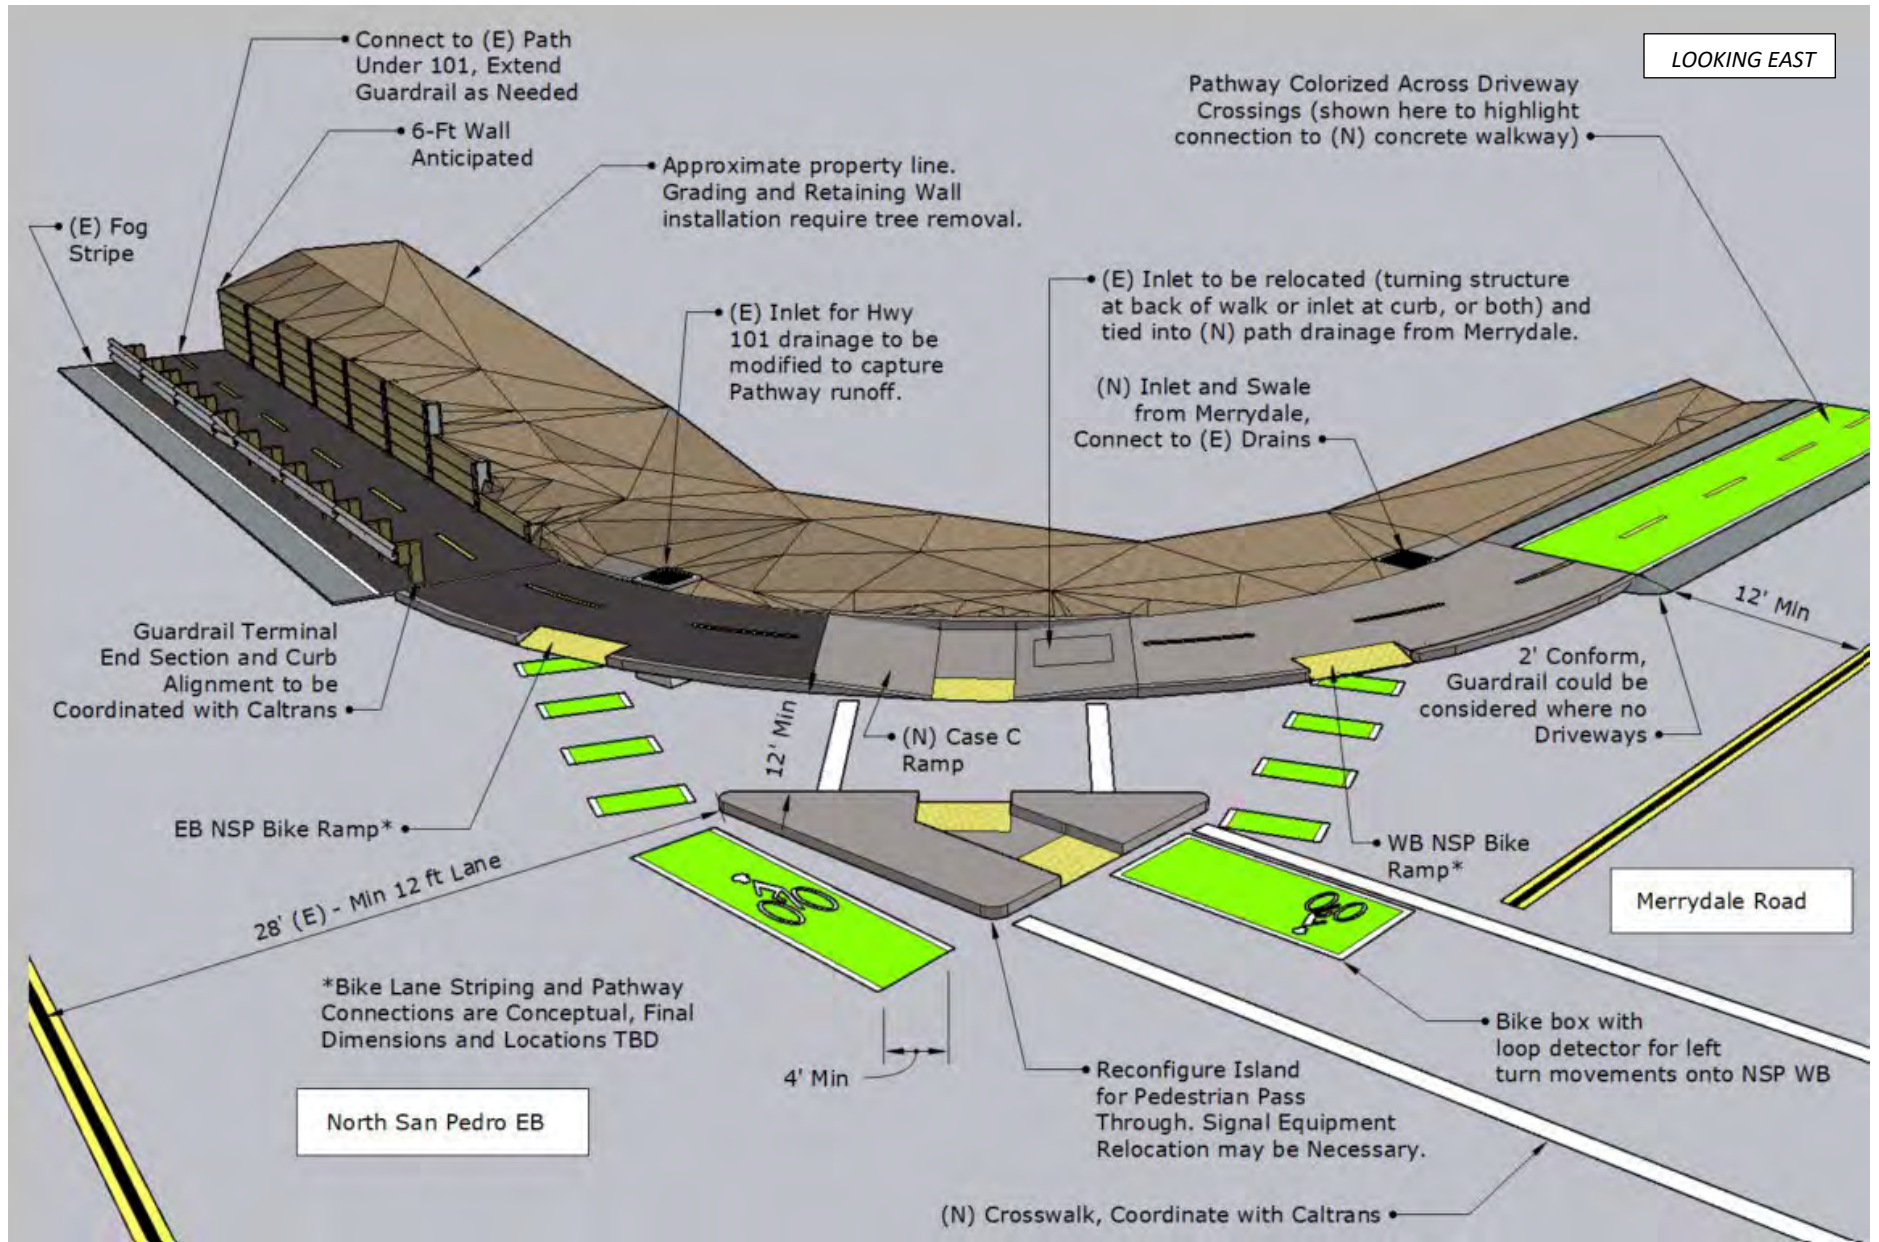 Connect to (E) Path
Under 101, Extend
Guardrail as Needed
LOOKING EAST
Pathway Colorized Across Driveway
Crossings (shown here to highlight
connection to (N) concrete walkway)
6-Ft Wall
Anticipated
Approximate property line.
Grading and Retaining Wall
installation require tree removal.
(E) Fog
Stripe
(E) Inlet for Hwy
101 drainage to be
modified to capture
Pathway runoff.
(E) Inlet to be relocated (turning structure
at back of walk or inlet at curb, or both) and
tied into (N) path drainage from Merrydale.
(N) Inlet and Swale
from Merrydale,
Connect to (E) Drains
12' Min
Guardrail Terminal
End Section and Curb
Alignment to be
Coordinated with Caltrans
2' Conform,
Guardrail could be
considered where no
Driveways
12' Min
(N) Case C
Ramp
EB NSP Bike Ramp*
WB NSP Bike
Ramp*
28' (E) - Min 12 ft Lane
Merrydale Road
*Bike Lane Striping and Pathway
Connections are Conceptual, Final
Dimensions and Locations TBD
4' Min
Bike box with
loop detector for left
turn movements onto NSP WB
Reconfigure Island
for Pedestrian Pass
Through. Signal Equipment
Relocation may be Necessary.
North San Pedro EB
(N) Crosswalk, Coordinate with Caltrans